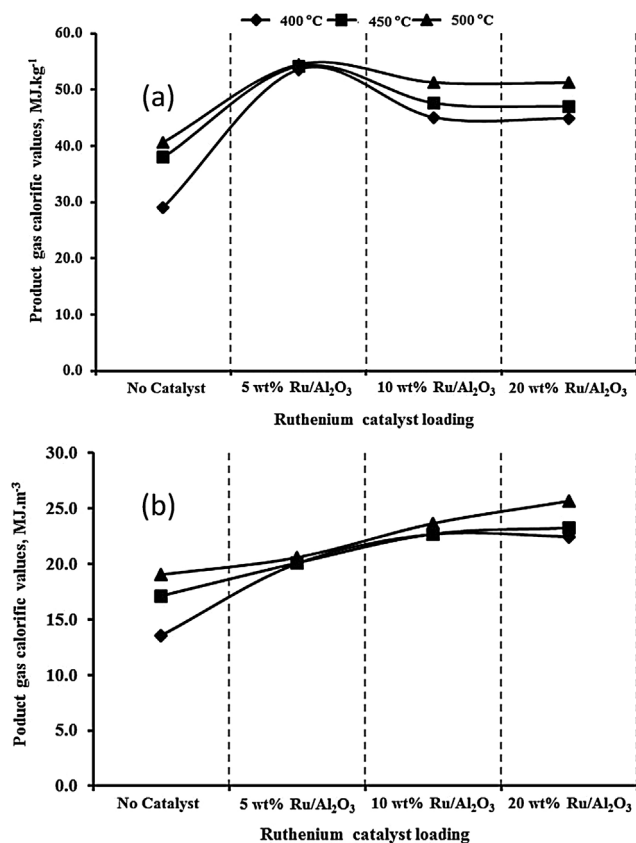 400 °C 450 °C 500 °C
60.0
50.0
40.0
30.0
20.0
10.0
0.0
Product gas calorific values, MJ.kg-1
(a)
No Catalyst 5 wt% Ru/Al2O3 10 wt% Ru/Al2O3 20 wt% Ru/Al2O3
Ruthenium catalyst loading
30.0
25.0
20.0
15.0
10.0
5.0
0.0
Poduct gas calorific values, MJ.m-3
(b)
No Catalyst 5 wt% Ru/Al2O3 10 wt% Ru/Al2O3 20 wt% Ru/Al2O3
Ruthenium catalyst loading